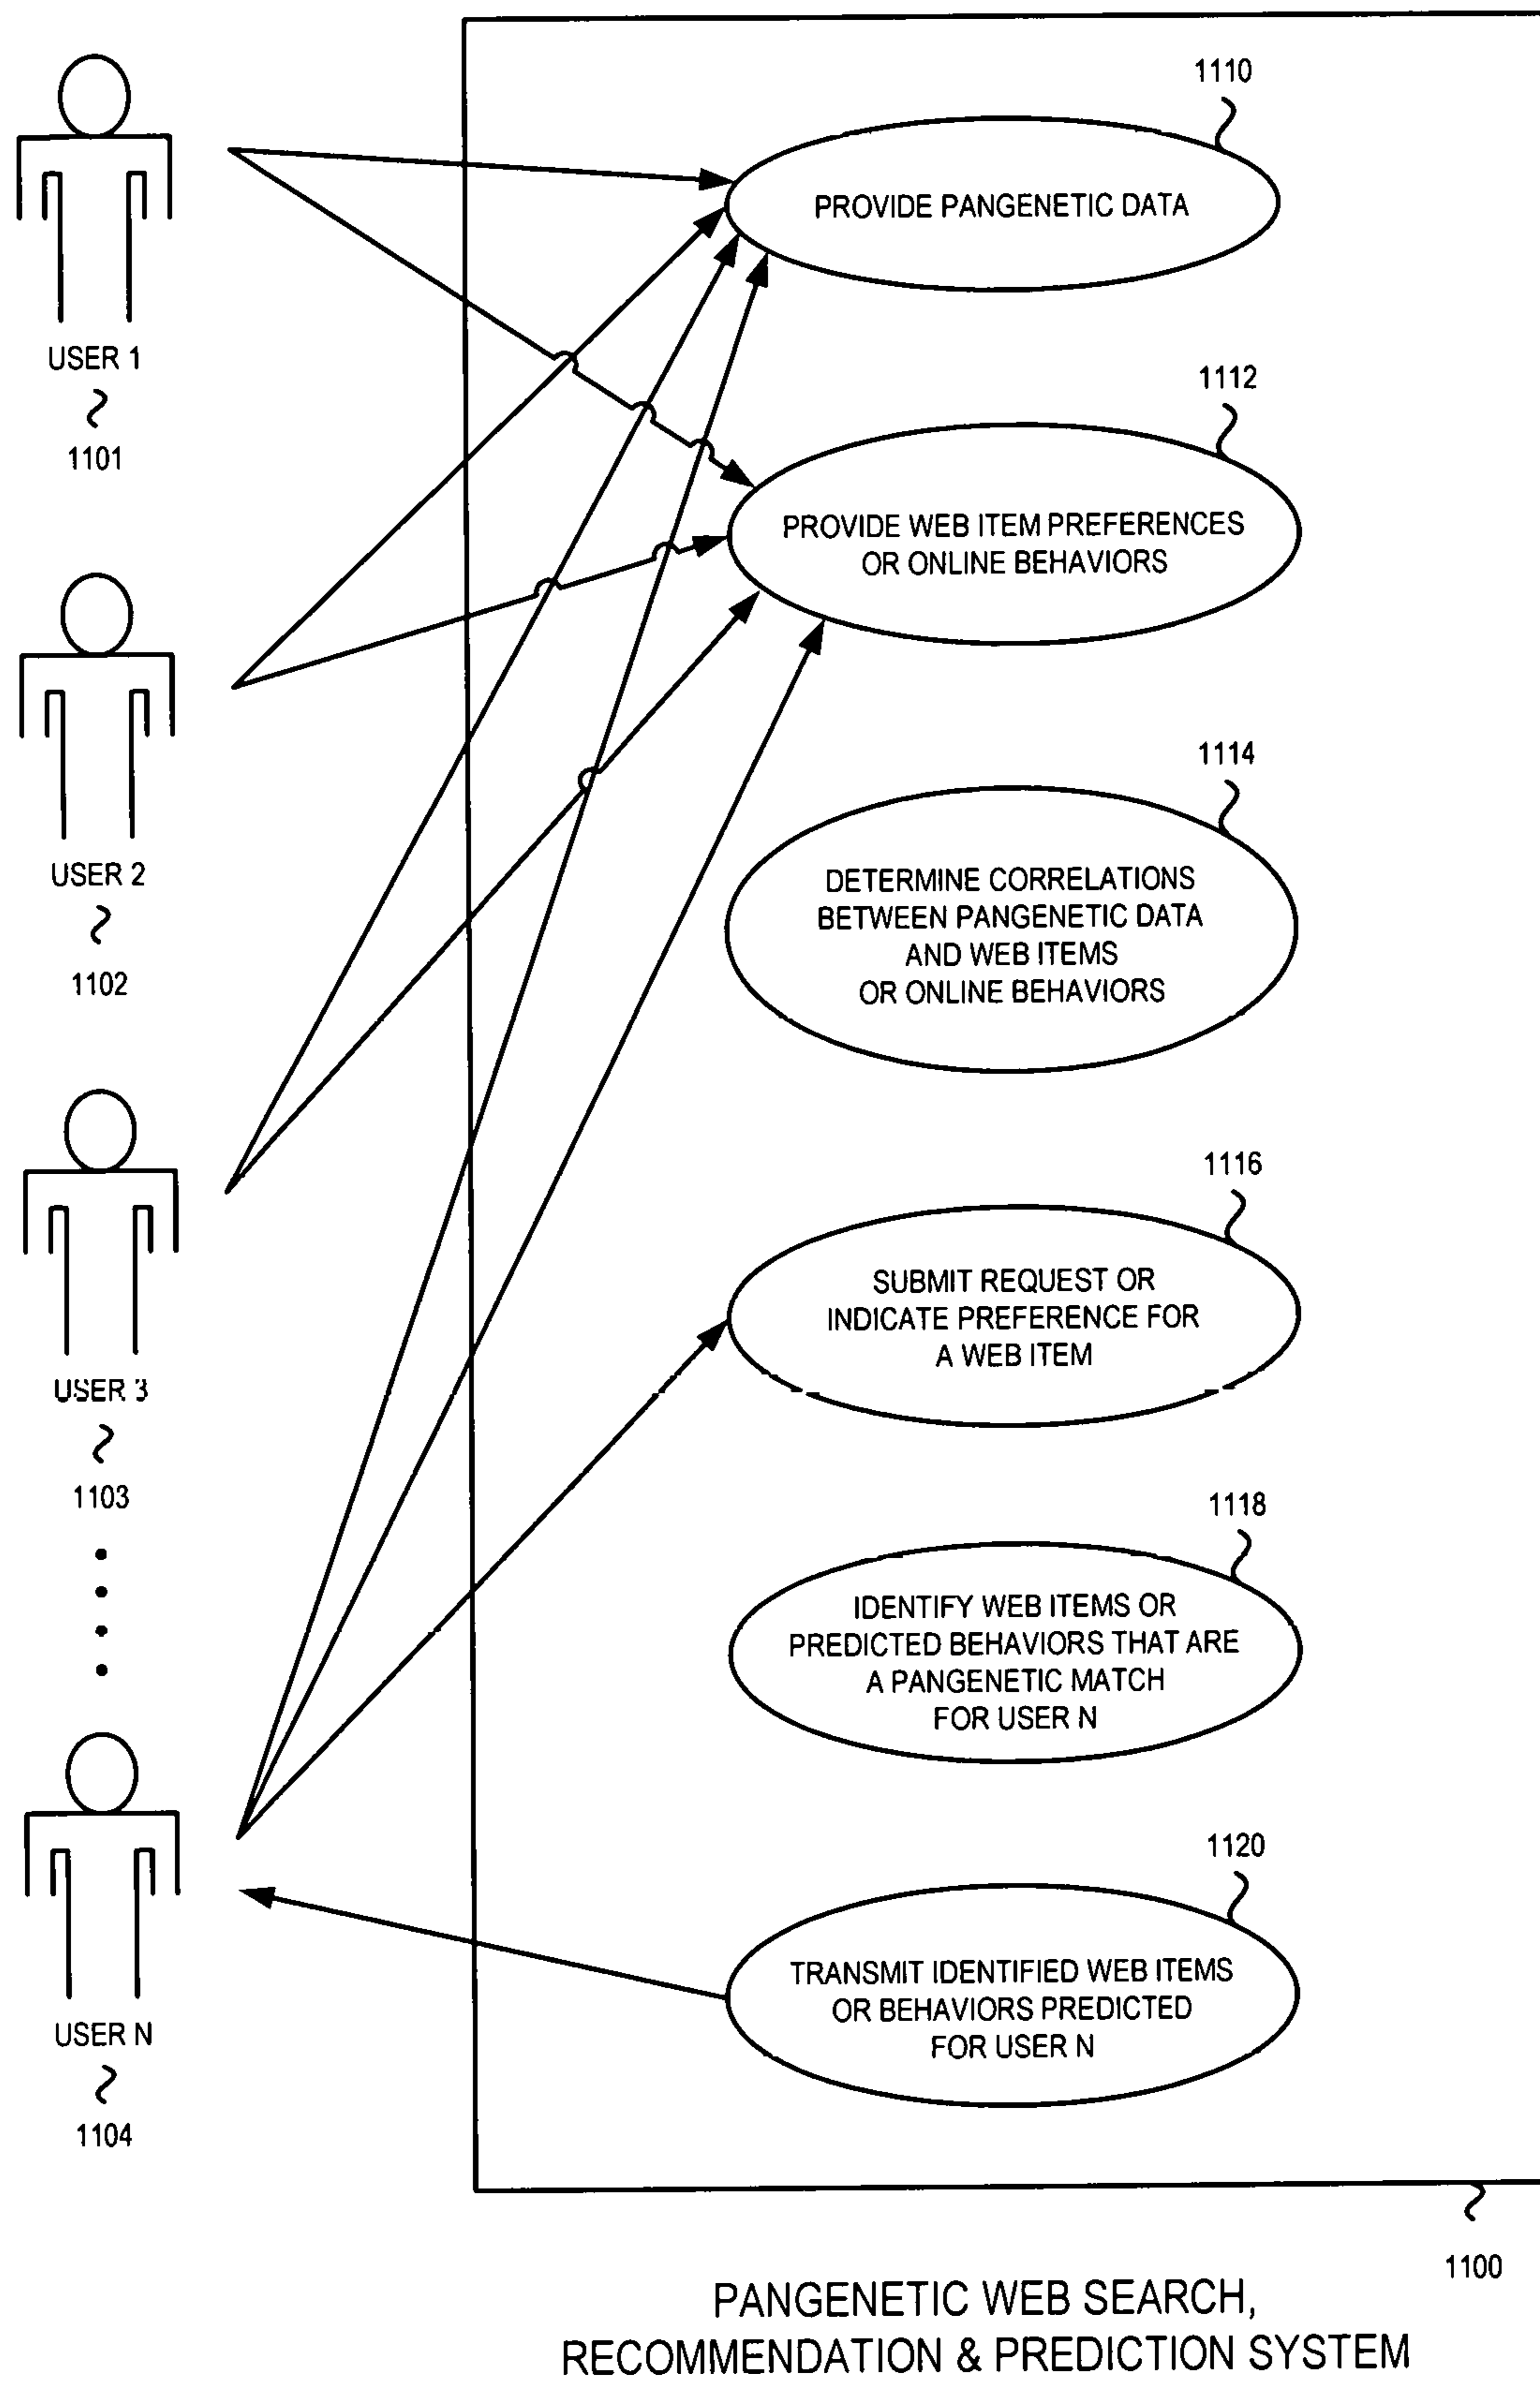 1110
PROVIDE PANGENETIC DATA
USER 1
1101
1112
PROVIDE WEB ITEM PREFERENCES
OR ONLINE BEHAVIORS
USER 2
1102
1114
DETERMINE CORRELATIONS
BETWEEN PANGENETIC DATA
AND WEB ITEMS
OR ONLINE BEHAVIORS
USER 3
1103
1116
SUBMIT REQUEST OR
INDICATE PREFERENCE FOR
A WEB ITEM
1118
IDENTIFY WEB ITEMS OR
PREDICTED BEHAVIORS THAT ARE
A PANGENETIC MATCH
FOR USER N
USER N
1104
1120
TRANSMIT IDENTIFIED WEB ITEMS
OR BEHAVIORS PREDICTED
FOR USER N
1100
PANGENETIC WEB SEARCH,
RECOMMENDATION & PREDICTION SYSTEM